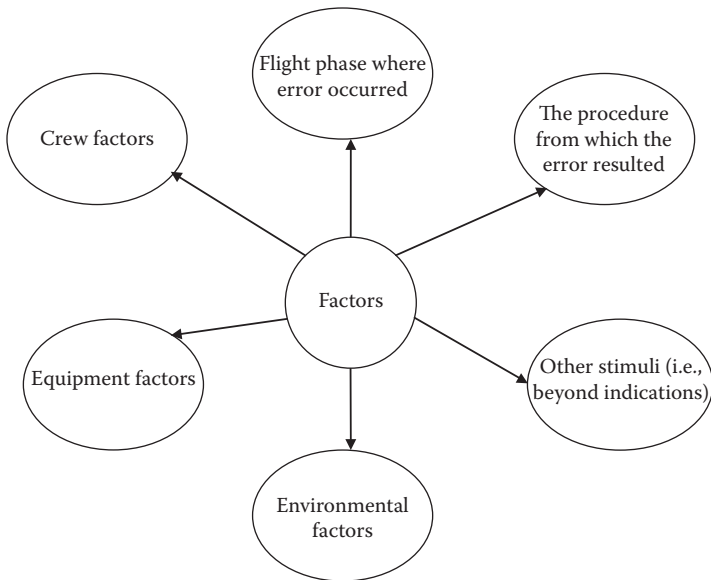 Flight phase where
error occurred
Crew factors
The procedure
from which the
error resulted
Factors
Equipment factors
Other stimuli (i.e.,
beyond indications)
Environmental
factors